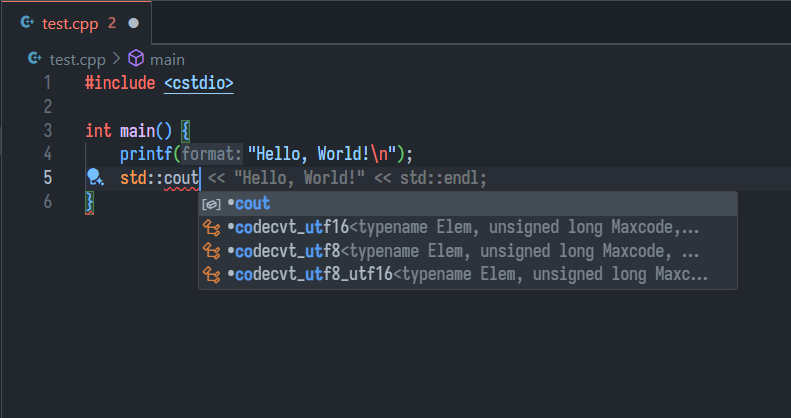 test.cpp 2
test.cpp > main
1 #include <cstdio>
2
3 int main() {
4 printf(format: "Hello, World!\n");
5 std::cout << "Hello, World!" << std::endl;
6 }
•cout
•codecvt_utf16<typename Elem, unsigned long Maxcode,...
•codecvt_utf8<typename Elem, unsigned long Maxcode, ...
•codecvt_utf8_utf16<typename Elem, unsigned long Maxc...